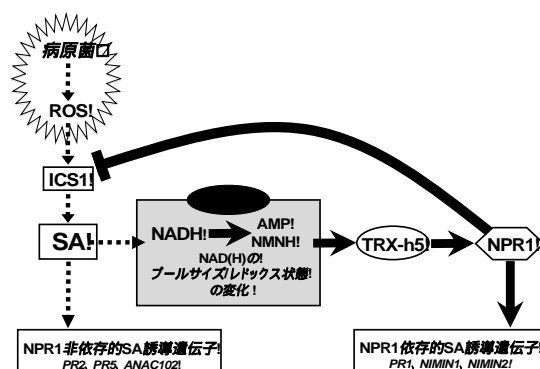 病原菌
ROS!
ICS1!
SA!
NADH!
AMP!
NMNH!
NAD(H)の!
プールサイズ/レドックス状態!
の変化!
TRX-h5!
NPR1!
NPR1非依存的SA誘導遺伝子!
PR2, PR5, ANAC102!
NPR1依存的SA誘導遺伝子!
PR1, NIMIN1, NIMIN2!